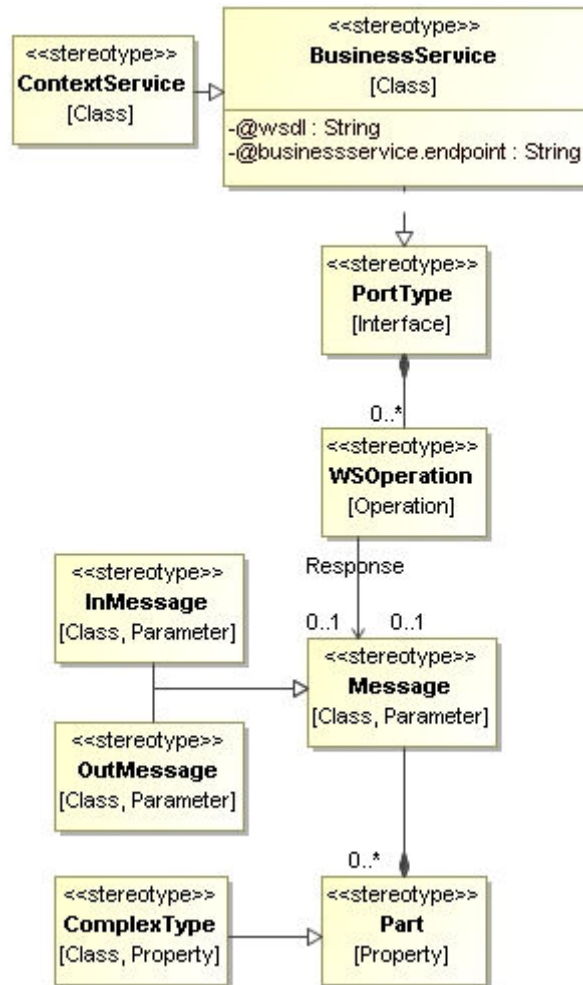 <<stereotype>>
ContextService
[Class]
<<stereotype>>
BusinessService
[Class]
-@wsdl : String
-@businessservice.endpoint : String
<<stereotype>>
PortType
[Interface]
0..*
<<stereotype>>
WSOperation
[Operation]
Response
0..1
0..1
<<stereotype>>
InMessage
[Class, Parameter]
<<stereotype>>
Message
[Class, Parameter]
<<stereotype>>
OutMessage
[Class, Parameter]
0..*
<<stereotype>>
ComplexType
[Class, Property]
<<stereotype>>
Part
[Property]